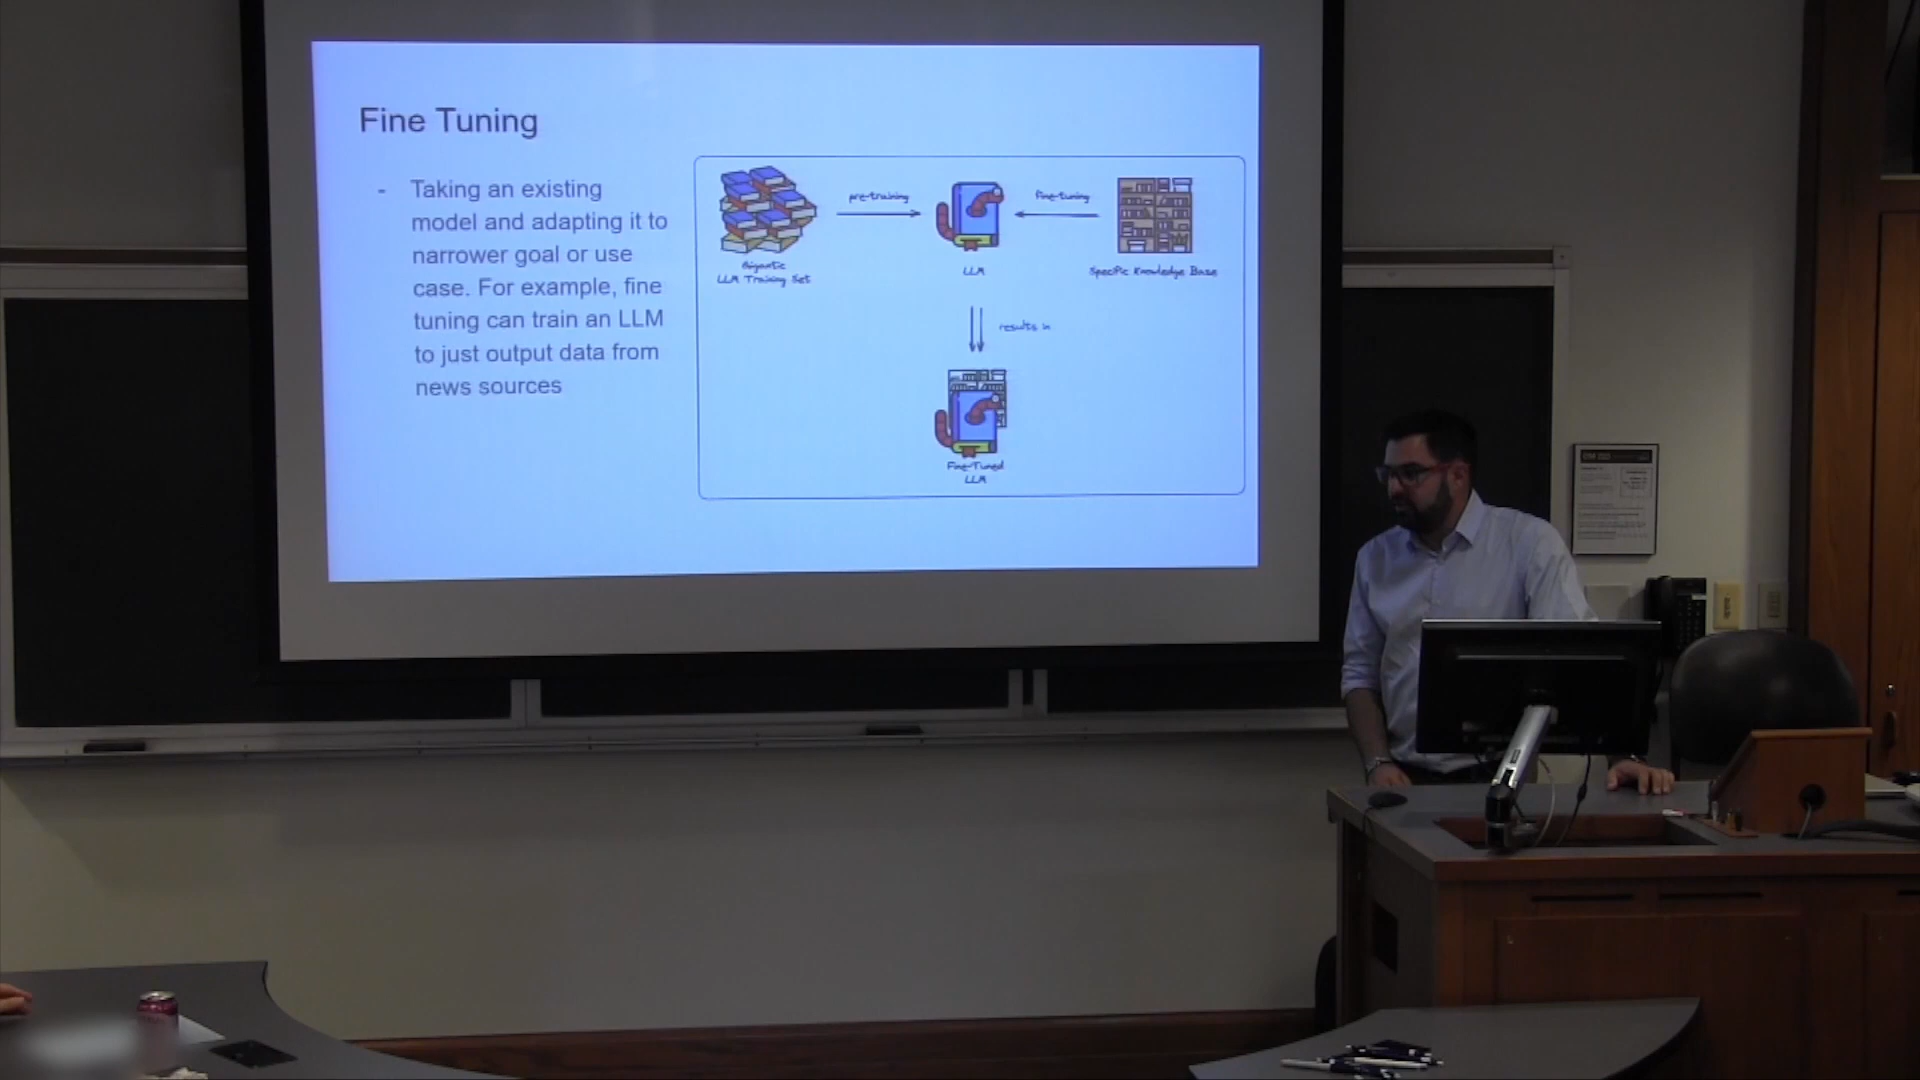 Fine Tuning
- Taking an existing
model and adapting it to
narrower goal or use
case. For example, fine
tuning can train an LLM
to just output data from
news sources
pre-training
fine-tuning
Gigantic
LLM Training Set
LLM
Specific Knowledge Base
results in
Fine-Tuned
LLM